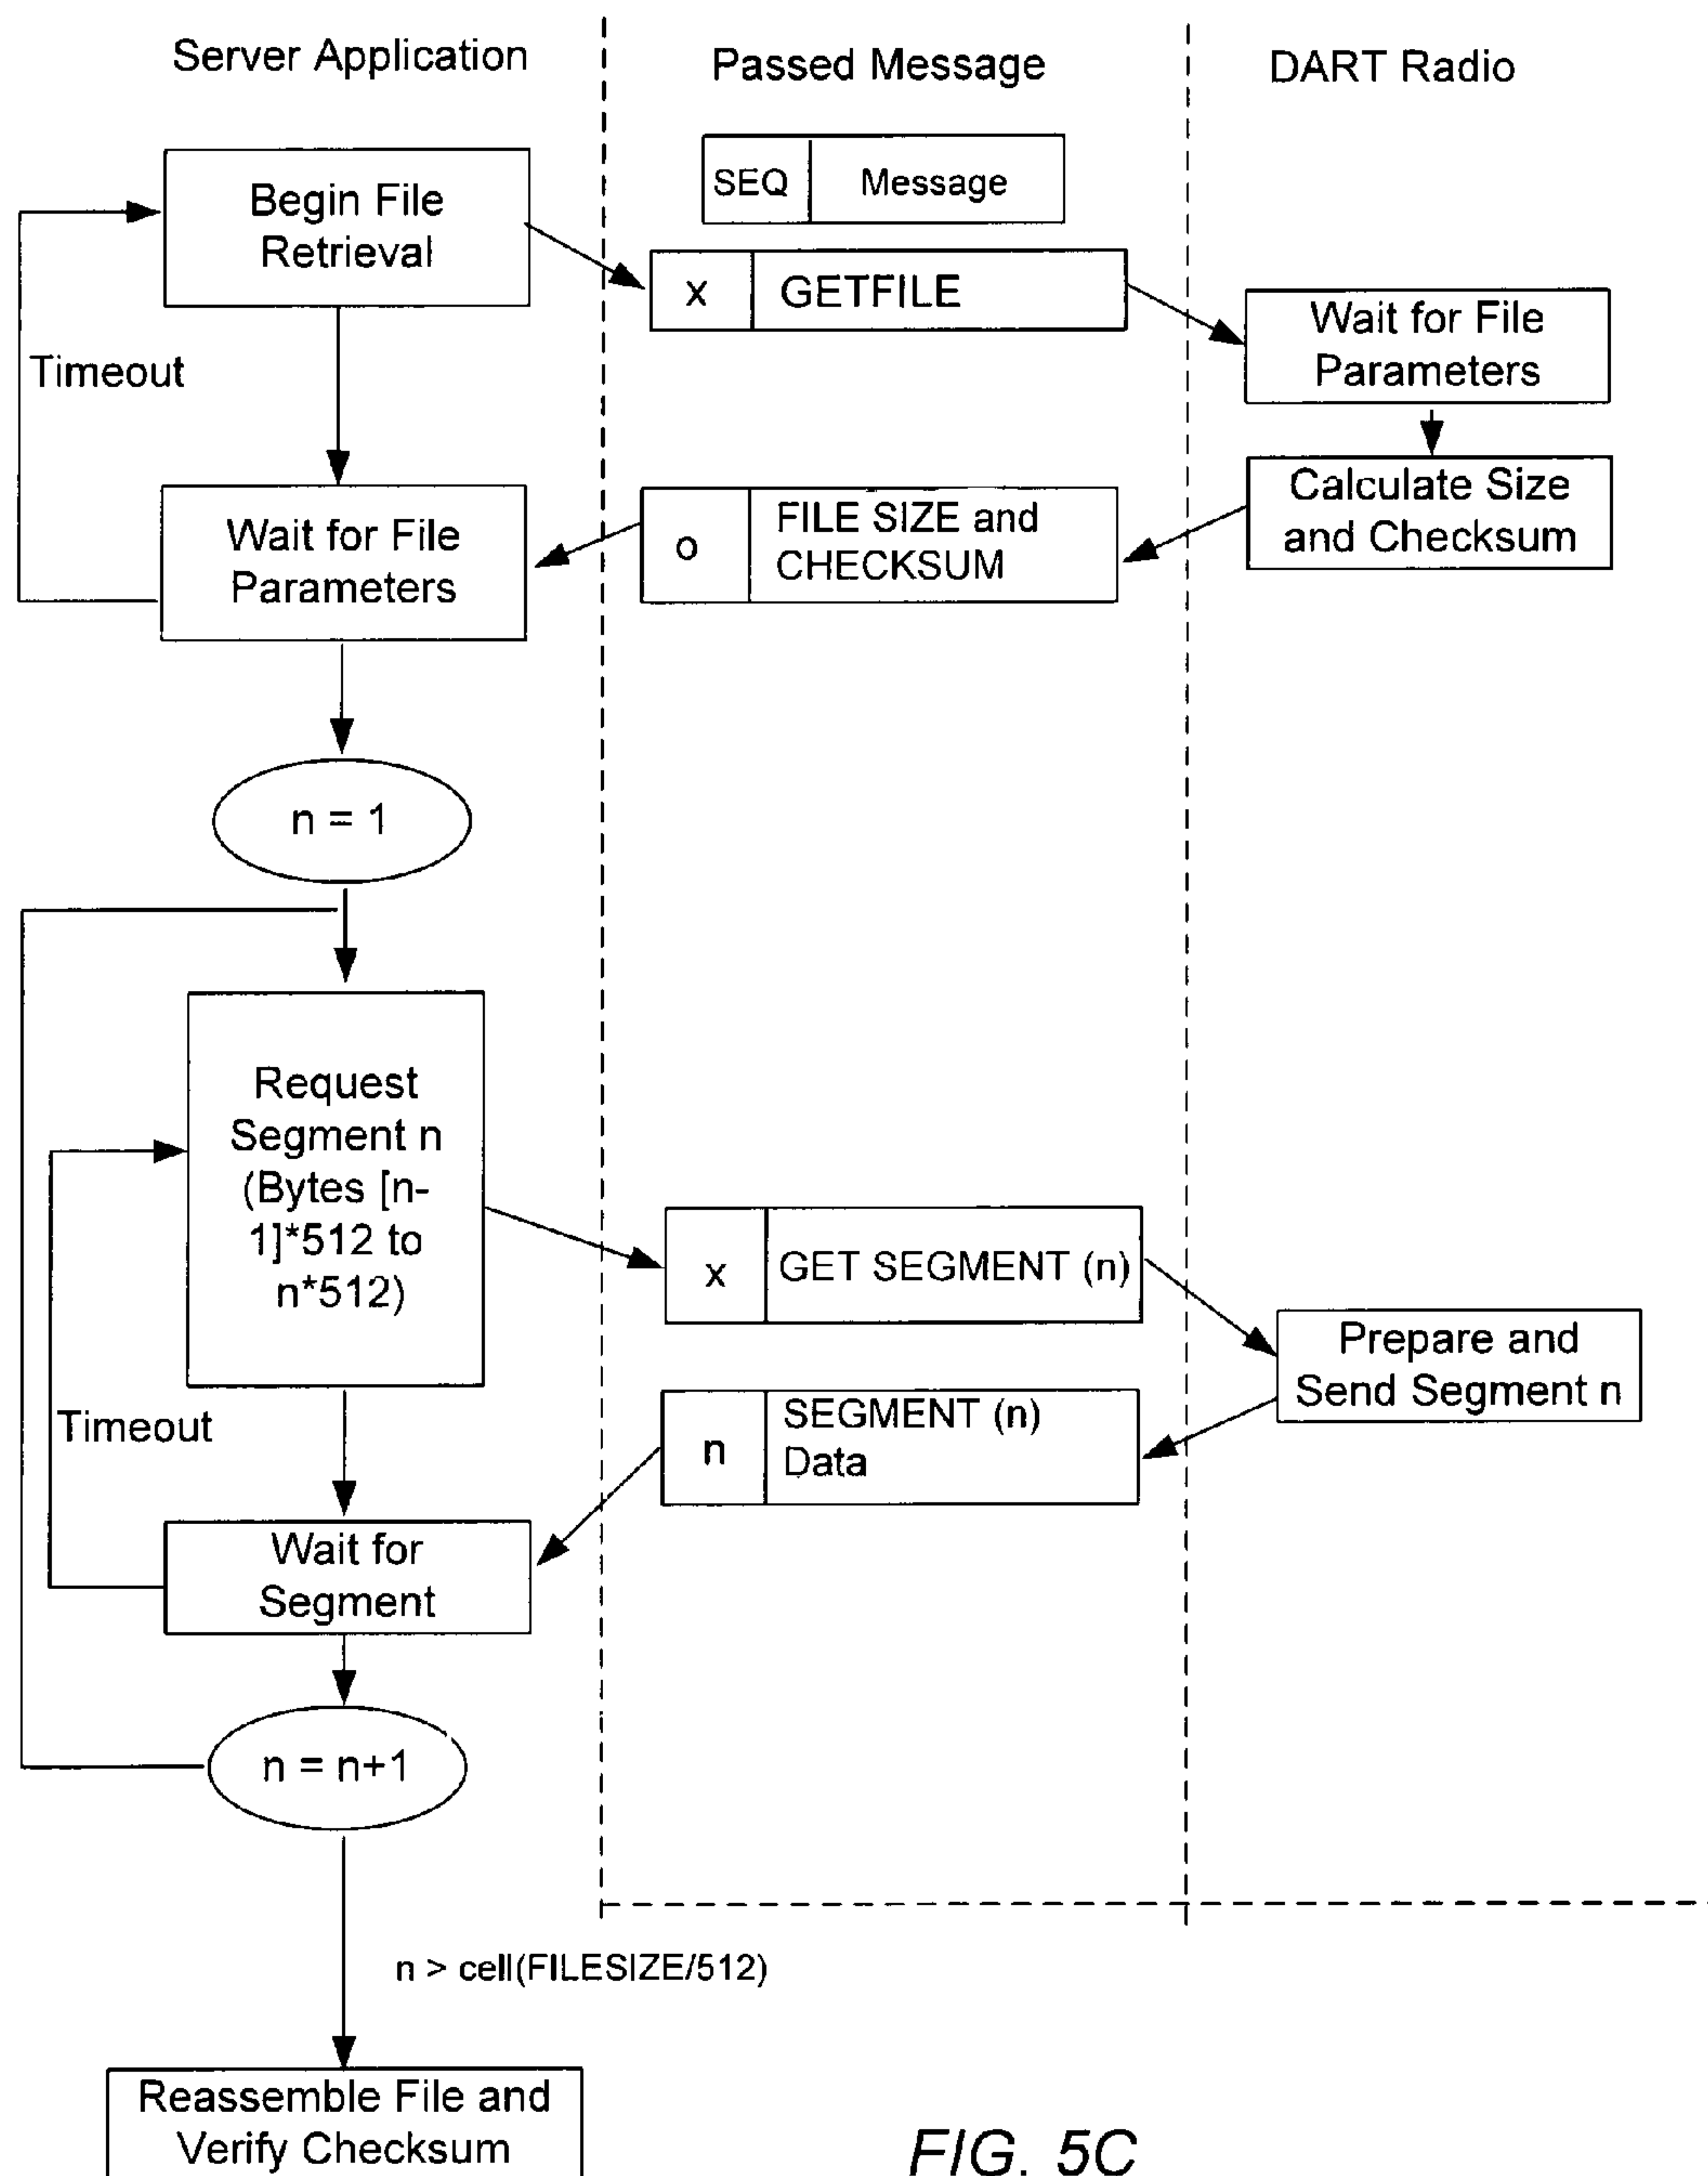 Server Application
Passed Message
DART Radio
SEQ
Message
Begin File
Retrieval
x
GETFILE
Wait for File
Parameters
Timeout
Calculate Size
and Checksum
FILE SIZE and
CHECKSUM
o
Wait for File
Parameters
n = 1
Request
Segment n
(Bytes [n-
1]*512 to
n*512)
x
GET SEGMENT (n)
Prepare and
Send Segment n
SEGMENT (n)
Data
n
Timeout
Wait for
Segment
n = n+1
n > cell(FILESIZE/512)
Reassemble File and
Verify Checksum
FIG. 5C